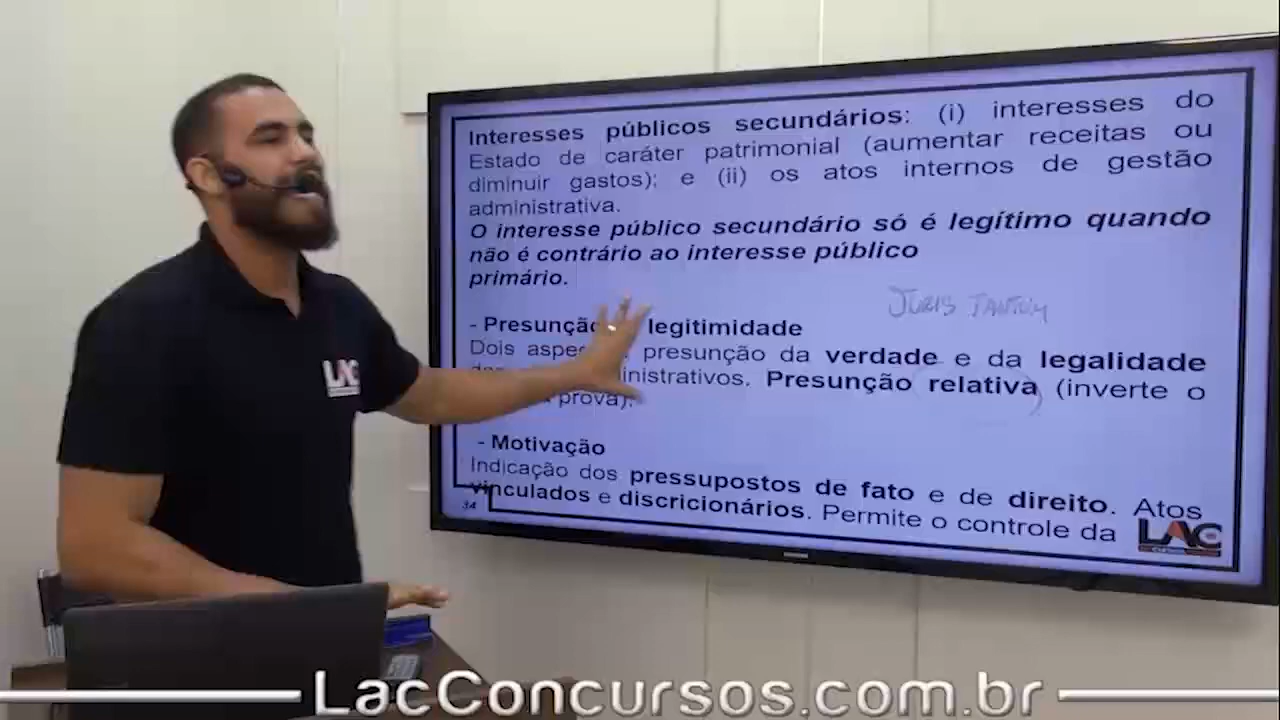 Interesses públicos secundários: (i) interesses do
Estado de caráter patrimonial (aumentar receitas ou
diminuir gastos); e (ii) os atos internos de gestão
administrativa.
O interesse público secundário só é legítimo quando
não é contrário ao interesse público
primário.
JURIS TANTUM
- Presunção legitimidade
Dois presunção da verdade e da legalidade
Presunção relativa (inverte o
prova).
- Motivação
Indicação dos pressupostos de fato e de direito. Atos
vinculados e discricionários. Permite o controle da
34
LAC
LAC
CURSOS
LacConcursos.com.br